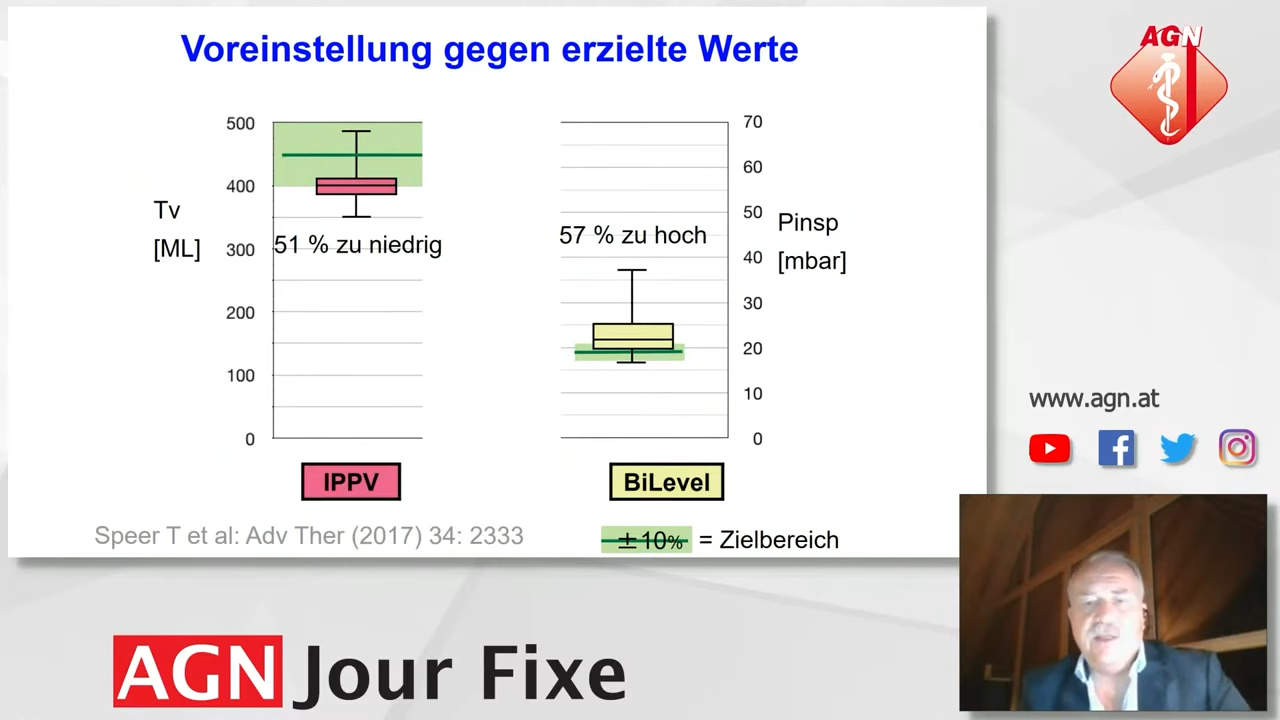 Voreinstellung gegen erzielte Werte
AGN
500
400
300
200
100
0
Tv
[ML]
51 % zu niedrig
57 % zu hoch
70
60
50
40
30
20
10
0
Pinsp
[mbar]
IPPV
BiLevel
Speer T et al: Adv Ther (2017) 34: 2333
±10% = Zielbereich
www.agn.at
AGN Jour Fixe